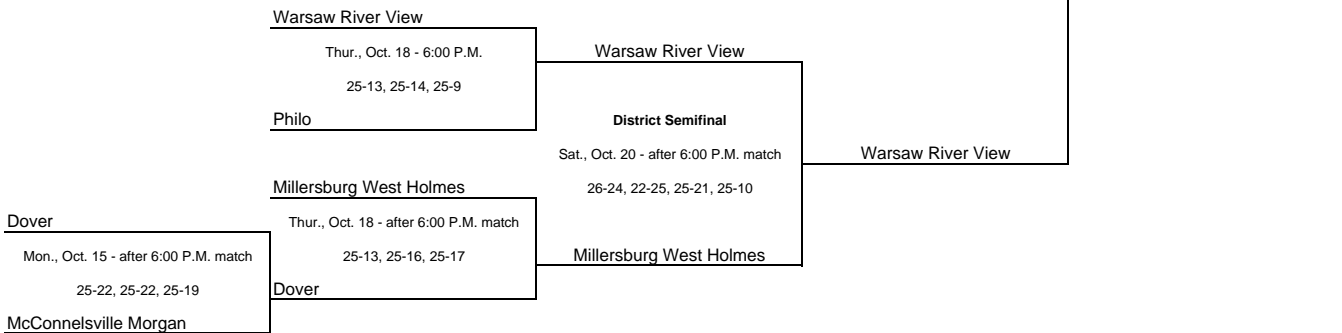 Warsaw River View
Thur., Oct. 18 - 6:00 P.M.
Warsaw River View
25-13, 25-14, 25-9
Philo
District Semifinal
Sat., Oct. 20 - after 6:00 P.M. match
Warsaw River View
Millersburg West Holmes
26-24, 22-25, 25-21, 25-10
Dover
Thur., Oct. 18 - after 6:00 P.M. match
Mon., Oct. 15 - after 6:00 P.M. match
25-13, 25-16, 25-17
Millersburg West Holmes
25-22, 25-22, 25-19
Dover
McConnelsville Morgan